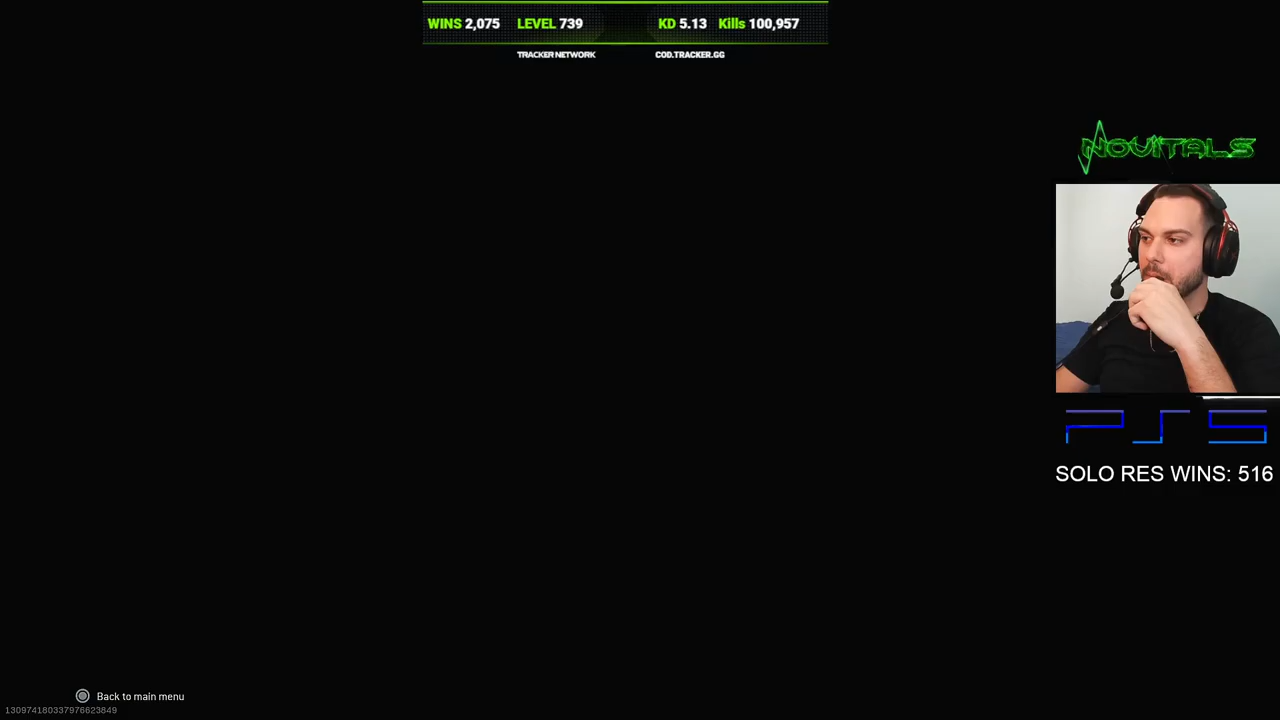 WINS 2,075 LEVEL 739 KD 5.13 Kills 100,957
TRACKER NETWORK COD.TRACKER.GG
NOVITALS
PS5
SOLO RES WINS: 516
Back to main menu
130974180337976623849